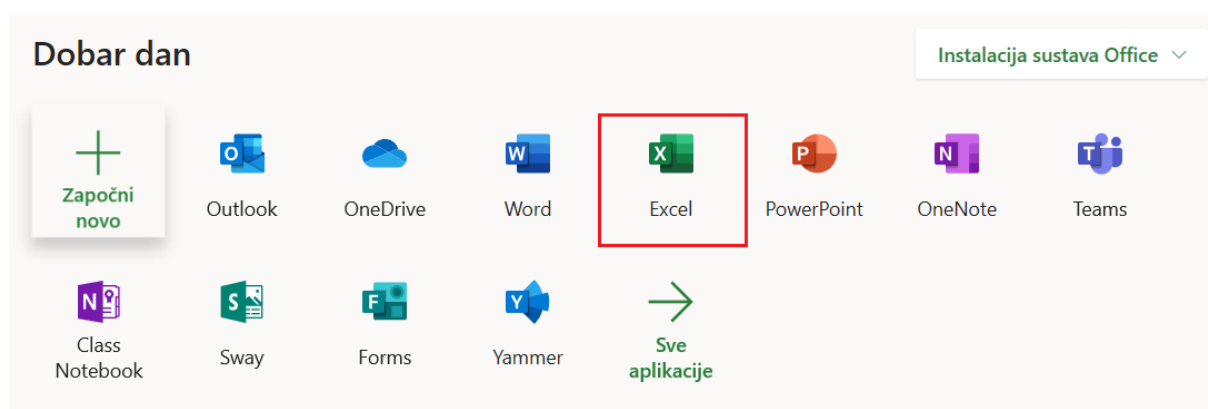 Dobar dan
Instalacija sustava Office
Započni
novo
Outlook
OneDrive
Word
Excel
PowerPoint
OneNote
Teams
Class
Notebook
Sway
Forms
Yammer
Sve
aplikacije